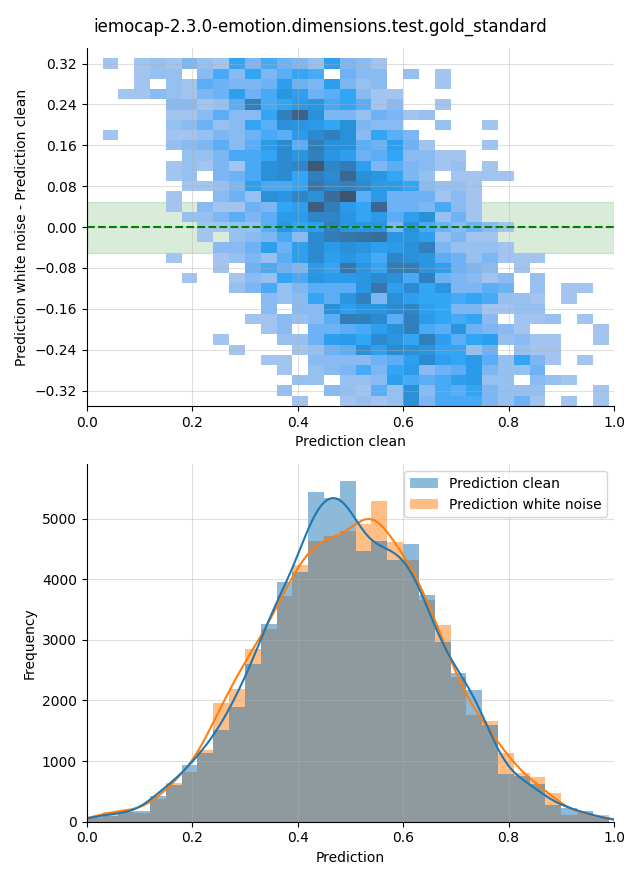 iemocap-2.3.0-emotion.dimensions.test.gold_standard
Prediction white noise - Prediction clean
0.32
0.24
0.16
0.08
0.00
−0.08
−0.16
−0.24
−0.32
0.0 0.2 0.4 0.6 0.8 1.0
Prediction clean
Prediction clean
Prediction white noise
Frequency
5000
4000
3000
2000
1000
0
0.0 0.2 0.4 0.6 0.8 1.0
Prediction